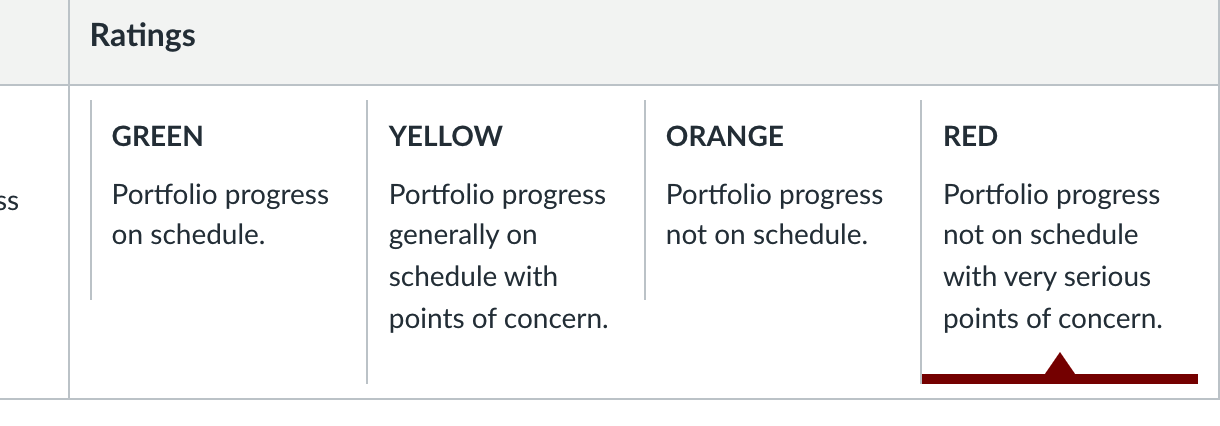 Ratings
ss
GREEN
Portfolio progress
on schedule.
YELLOW
Portfolio progress
generally on
schedule with
points of concern.
ORANGE
Portfolio progress
not on schedule.
RED
Portfolio progress
not on schedule
with very serious
points of concern.